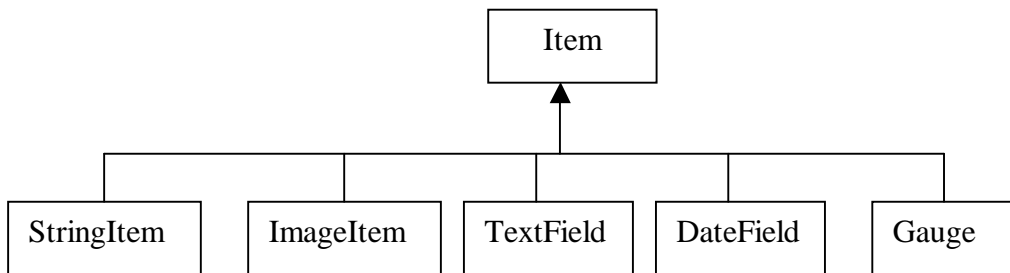 Item
StringItem
ImageItem
TextField
DateField
Gauge